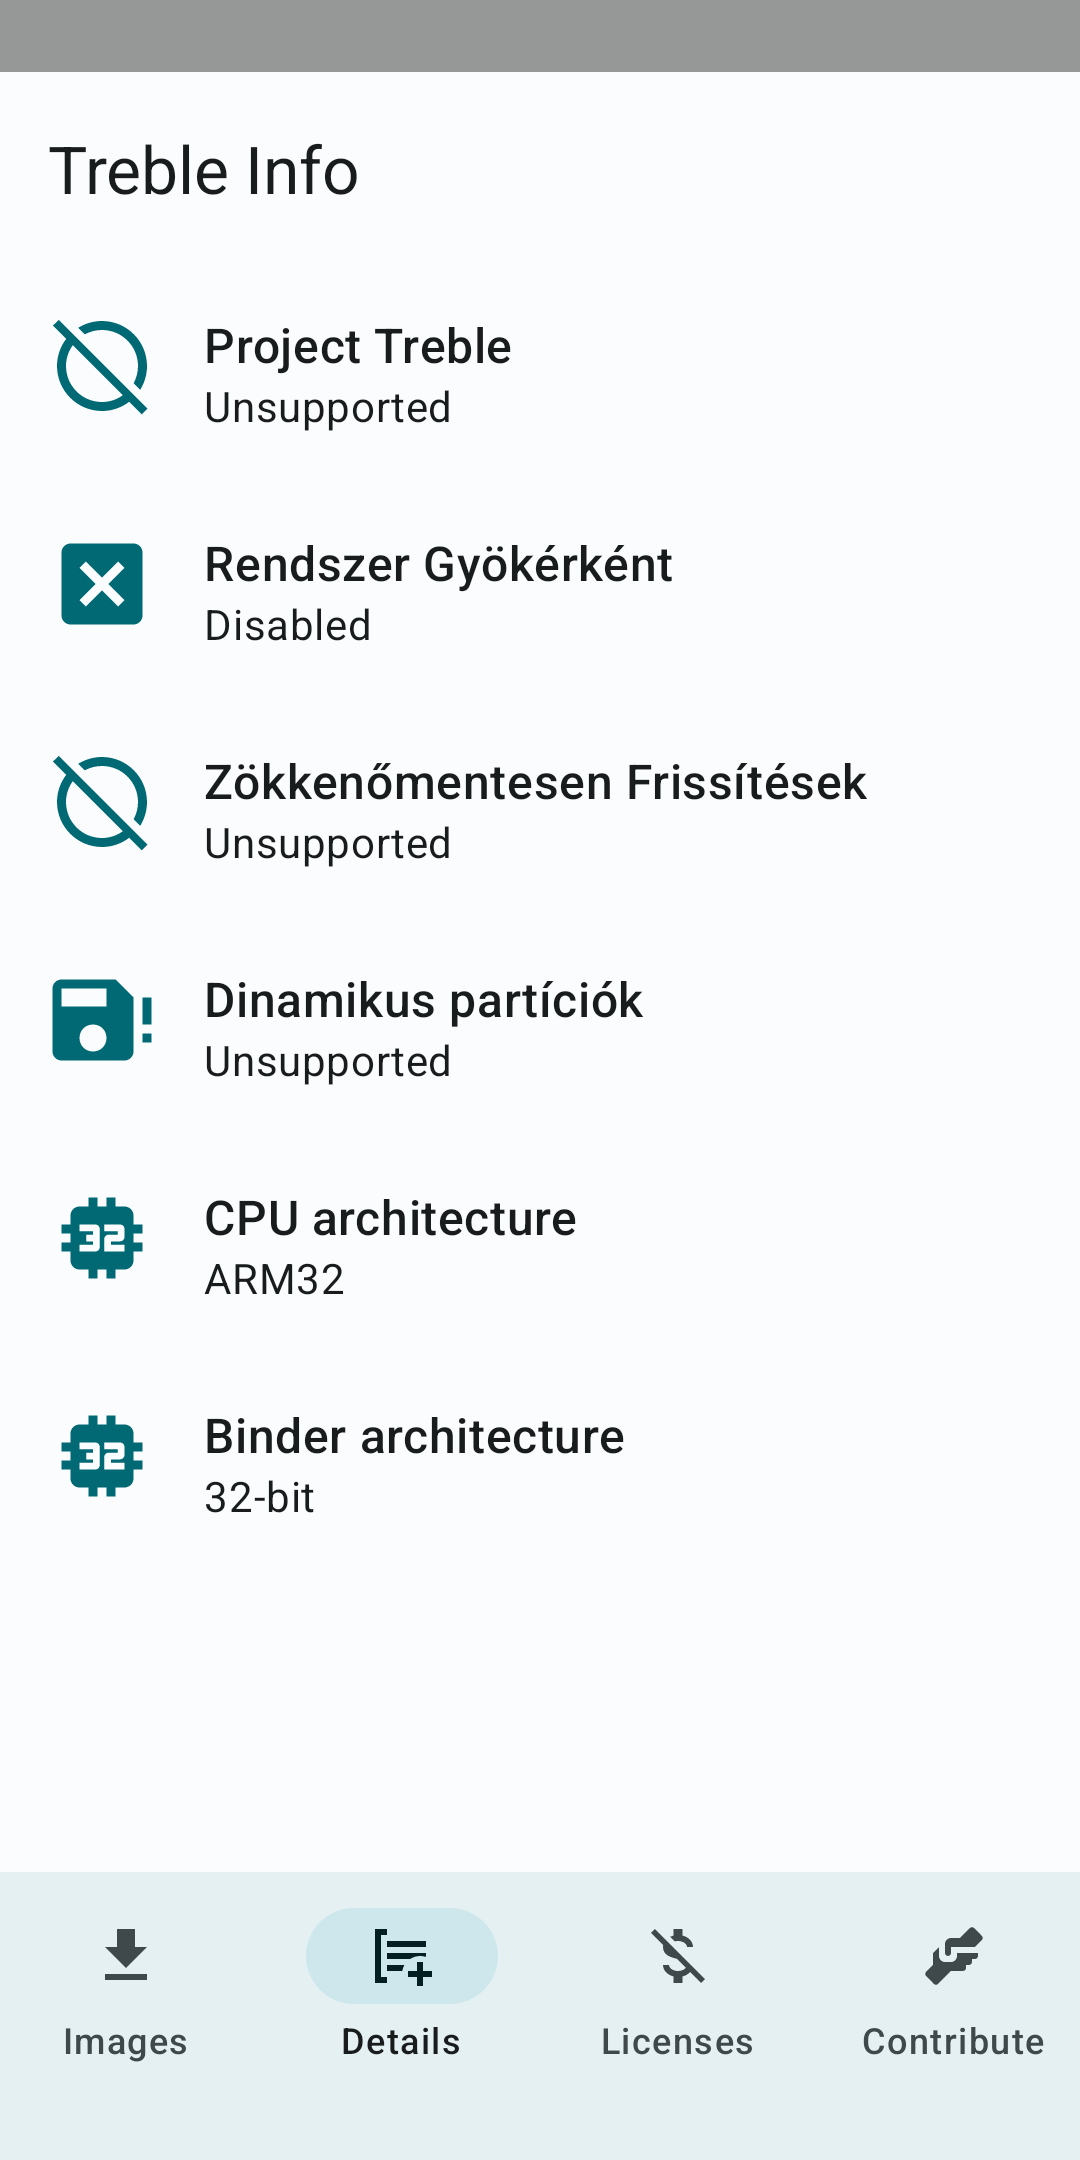 Treble Info
Project Treble
Unsupported
Rendszer Gyökérként
Disabled
Zökkenőmentesen Frissítések
Unsupported
Dinamikus partíciók
Unsupported
32
CPU architecture
ARM32
32
Binder architecture
32-bit
Images
Details
Licenses
Contribute